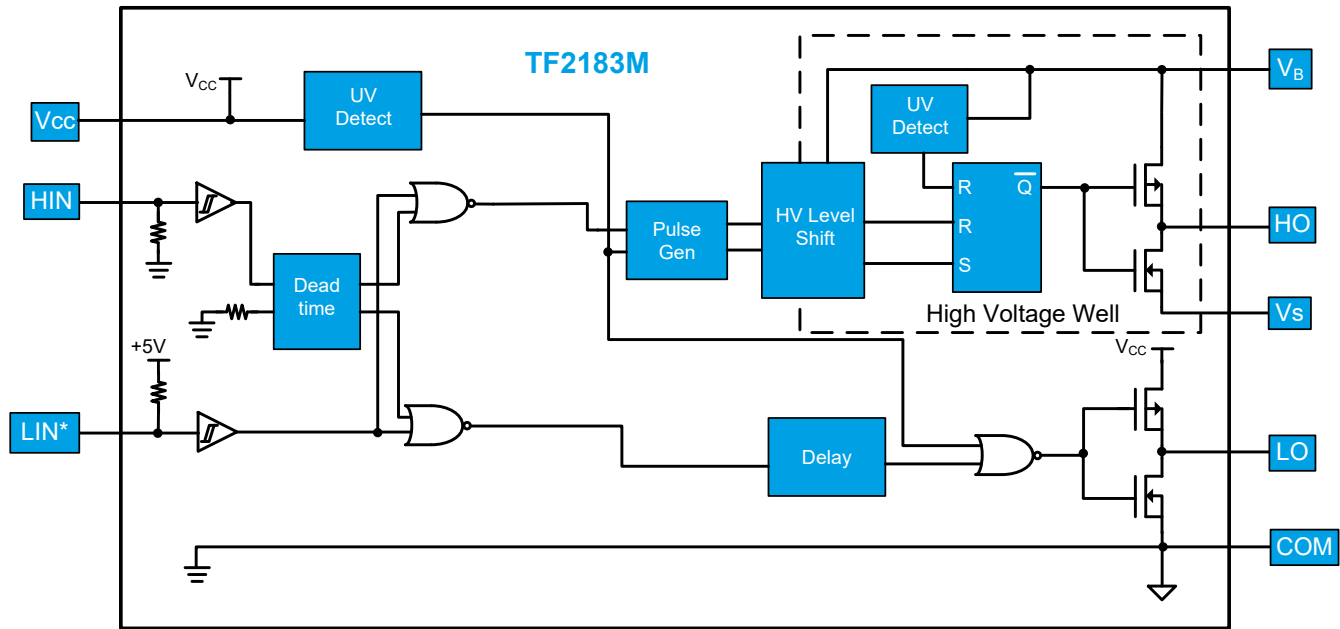 TF2183M
VCC
Vcc
UV
Detect
VB
UV
Detect
HIN
R
Q
Pulse
Gen
HV Level
Shift
R
S
HO
Dead
time
High Voltage Well
Vs
+5V
VCC
LIN*
Delay
LO
COM